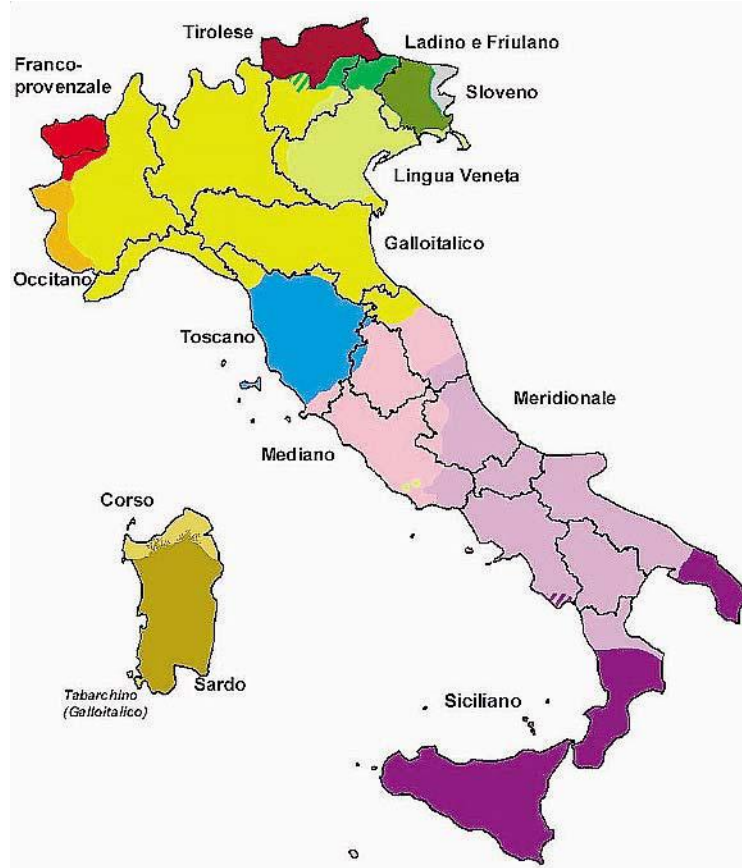 Tirolese
Ladino e Friulano
Franco-
provenzale
Sloveno
Lingua Veneta
Galloitalico
Occitano
Toscano
Meridionale
Mediano
Corso
Sardo
Tabarchino
(Galloitalico)
Siciliano